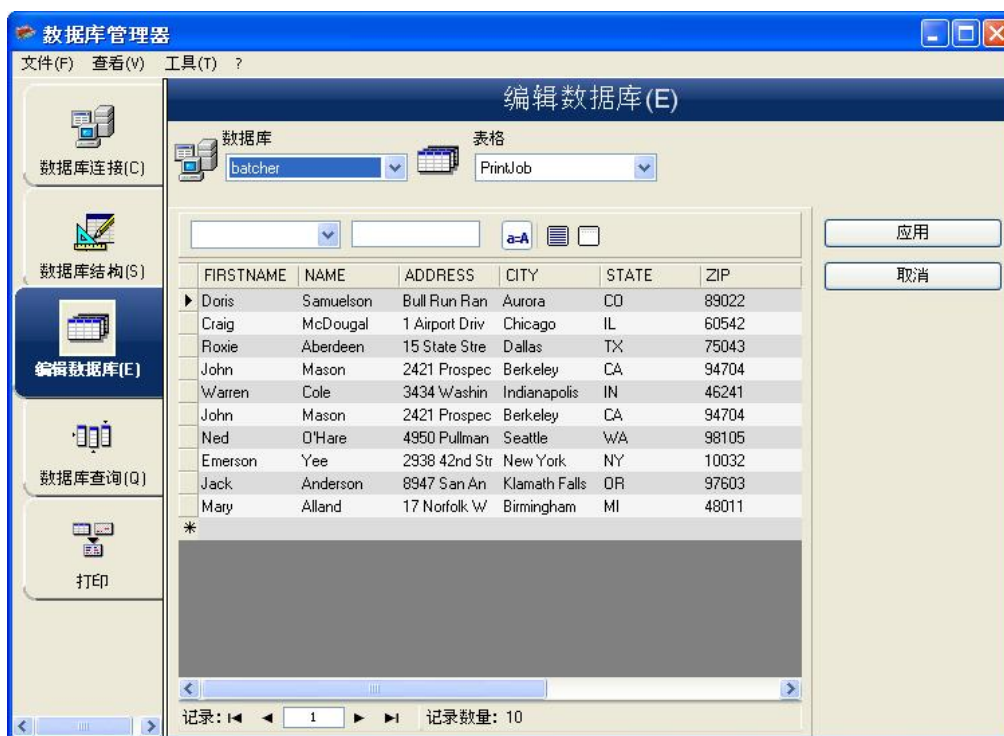 数据库管理器
文件(F) 查看(V) 工具(T) ?
编辑数据库(E)
数据库连接(C)
数据库结构(S)
编辑数据库(E)
数据库查询(Q)
打印
数据库
batcher
表格
PrintJob
a=A
应用
取消
FIRSTNAME NAME ADDRESS CITY STATE ZIP
Doris Samuelson Bull Run Ran Aurora CO 89022
Craig McDougal 1 Airport Driv Chicago IL 60542
Roxie Aberdeen 15 State Stre Dallas TX 75043
John Mason 2421 Prospec Berkeley CA 94704
Warren Cole 3434 Washin Indianapolis IN 46241
John Mason 2421 Prospec Berkeley CA 94704
Ned O'Hare 4950 Pullman Seattle WA 98105
Emerson Yee 2938 42nd Str New York NY 10032
Jack Anderson 8947 San An Klamath Falls OR 97603
Mary Alland 17 Norfolk W Birmingham MI 48011
记录: 1 记录数量: 10